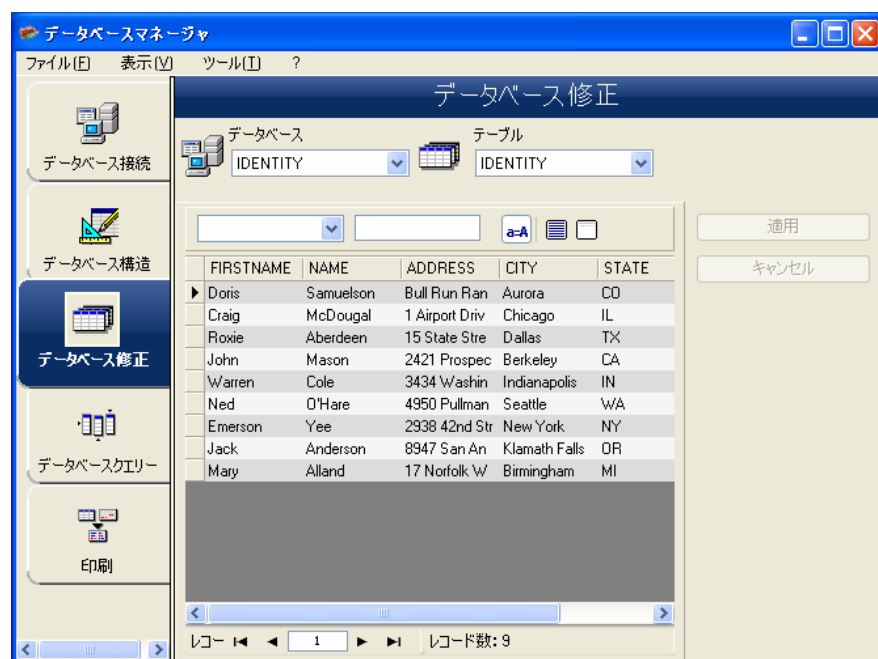 データベースマネージャ
ファイル(F) 表示(V) ツール(T) ?
データベース接続
データベース構造
データベース修正
データベースクエリー
印刷
データベース修正
データベース テーブル
IDENTITY IDENTITY
a=A
適用
キャンセル
FIRSTNAME NAME ADDRESS CITY STATE
Doris Samuelson Bull Run Ran Aurora CO
Craig McDougal 1 Airport Driv Chicago IL
Roxie Aberdeen 15 State Stre Dallas TX
John Mason 2421 Prospec Berkeley CA
Warren Cole 3434 Washin Indianapolis IN
Ned O'Hare 4950 Pullman Seattle WA
Emerson Yee 2938 42nd Str New York NY
Jack Anderson 8947 San An Klamath Falls OR
Mary Alland 17 Norfolk W Birmingham MI
レコー 1 レコード数: 9